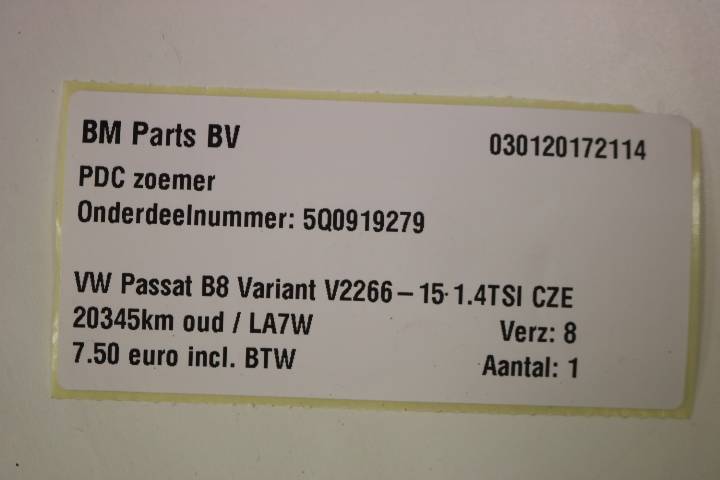 BM Parts BV 030120172114
PDC zoemer
Onderdeelnummer: 5Q0919279
VW Passat B8 Variant V2266-15 1.4TSI CZE
20345km oud / LA7W Verz: 8
7.50 euro incl. BTW Aantal: 1